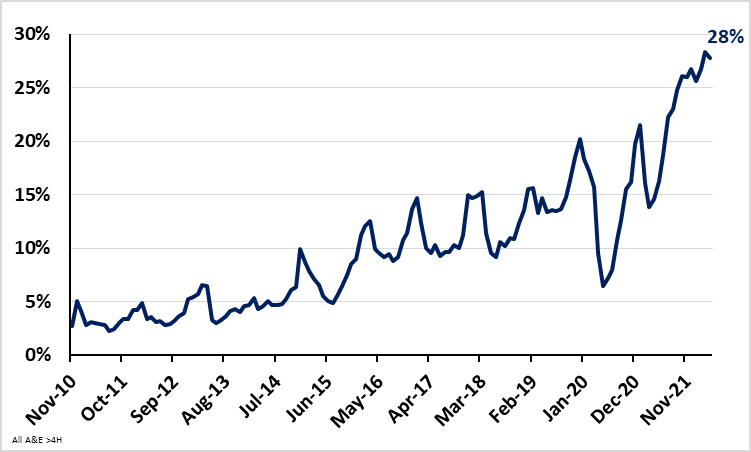 30%
28%
25%
20%
15%
10%
5%
0%
Nov-10
Oct-11
Sep-12
Aug-13
Jul-14
Jun-15
May-16
Apr-17
Mar-18
Feb-19
Jan-20
Dec-20
Nov-21
All A&E >4H